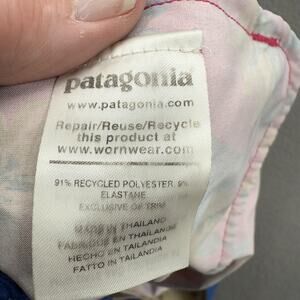 patagonia
www.patagonia.com
Repair/Reuse/Recycle
this product at
www.wornwear.com
91% RECYCLED POLYESTER, 9%
ELASTANE
EXCLUSIVE OF TRIM
MADE IN THAILAND
FABRIQUÉ EN THAÏLANDE
HECHO EN TAILANDIA
FATTO IN TAILANDIA